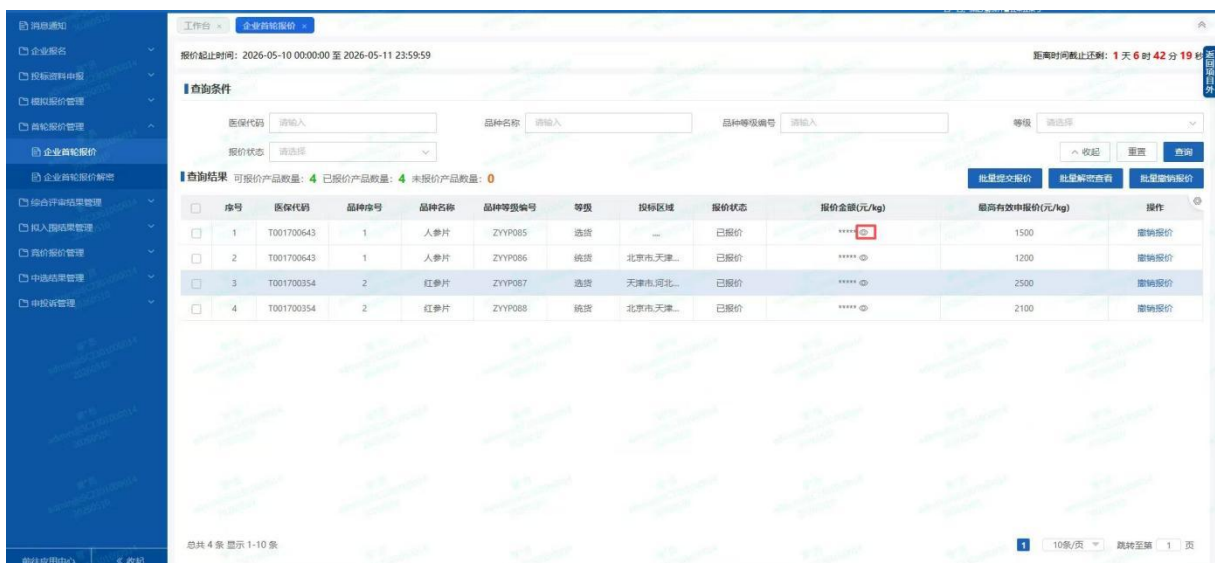 消息通知
工作台 × 企业首轮报价 ×
企业报名
报价起止时间：2026-05-10 00:00:00 至 2026-05-11 23:59:59 距离时间截止还剩：1 天 6 时 42 分 19 秒
返回项目外
投标资料申报
查询条件
模拟报价管理
首轮报价管理
医保代码 请输入 品种名称 请输入 品种等级编号 请输入 等级 请选择
企业首轮报价
报价状态 请选择 收起 重置 查询
企业首轮报价解密
查询结果 可报价产品数量：4 已报价产品数量：4 未报价产品数量：0 批量提交报价 批量解密查看 批量撤销报价
综合评审结果管理
序号 医保代码 品种序号 品种名称 品种等级编号 等级 投标区域 报价状态 报价金额(元/kg) 最高有效申报价(元/kg) 操作
拟入围结果管理
1 T001700643 1 人参片 ZYYP085 选货 ... 已报价 ***** 1500 撤销报价
竞价报价管理
2 T001700643 1 人参片 ZYYP086 统货 北京市,天津... 已报价 ***** 1200 撤销报价
中选结果管理
3 T001700354 2 红参片 ZYYP087 选货 天津市,河北... 已报价 ***** 2500 撤销报价
申投诉管理
4 T001700354 2 红参片 ZYYP088 统货 北京市,天津... 已报价 ***** 2100 撤销报价
总共 4 条 显示 1-10 条 1 10条/页 跳转至第 1 页
前往应用中心 收起